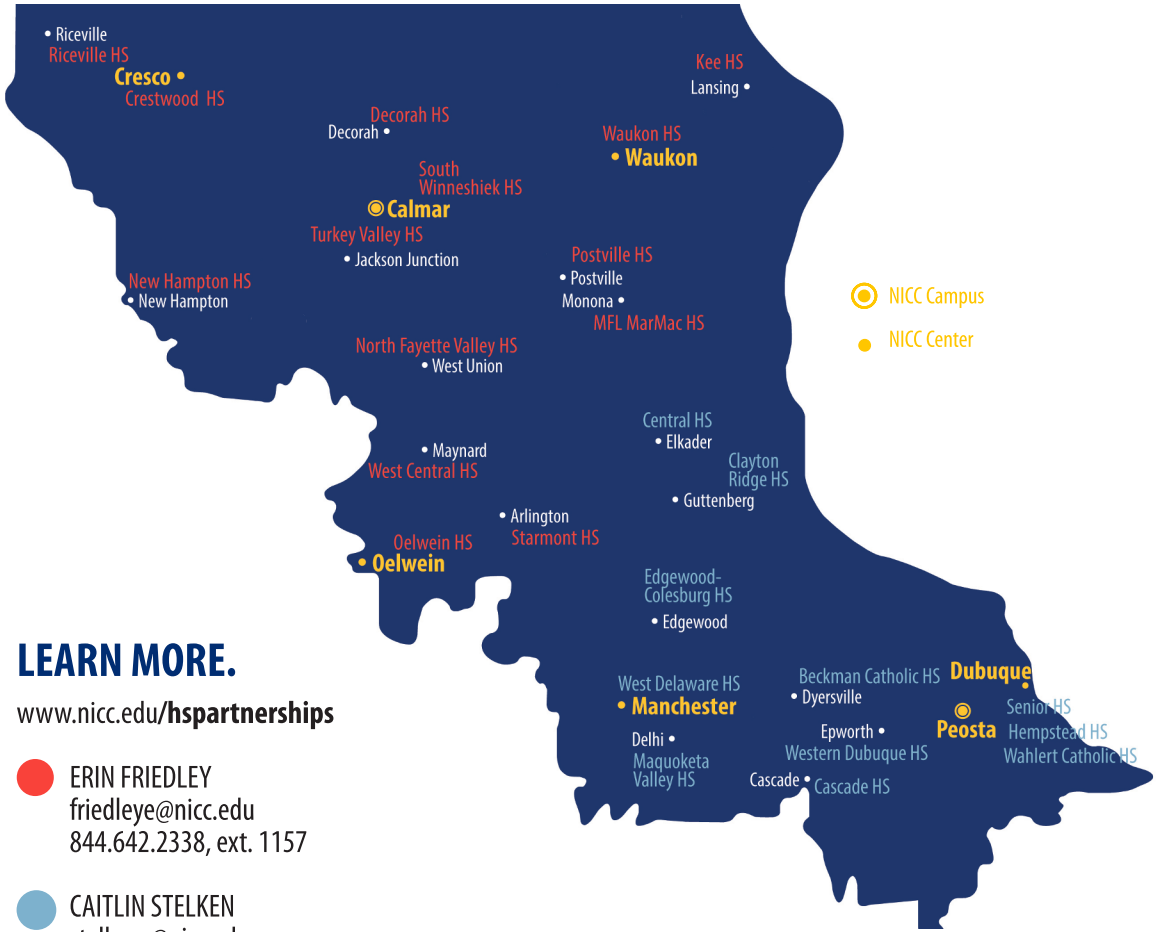 Riceville
Riceville HS
Cresco
Crestwood HS
Kee HS
Lansing
Decorah HS
Decorah
Waukon HS
Waukon
South
Winneshiek HS
Calmar
Turkey Valley HS
Jackson Junction
Postville HS
Postville
Monona
MFL MarMac HS
New Hampton HS
New Hampton
NICC Campus
NICC Center
North Fayette Valley HS
West Union
Central HS
Elkader
Maynard
West Central HS
Clayton
Ridge HS
Guttenberg
Arlington
Starmont HS
Oelwein HS
Oelwein
Edgewood-
Colesburg HS
Edgewood
West Delaware HS
Manchester
Delhi
Maquoketa
Valley HS
Beckman Catholic HS
Dyersville
Epworth
Western Dubuque HS
Cascade
Cascade HS
Dubuque
Peosta
Senior HS
Hempstead HS
Wahlert Catholic HS
LEARN MORE.
www.nicc.edu/hspartnerships
ERIN FRIEDLEY
friedleye@nicc.edu
844.642.2338, ext. 1157
CAITLIN STELKEN